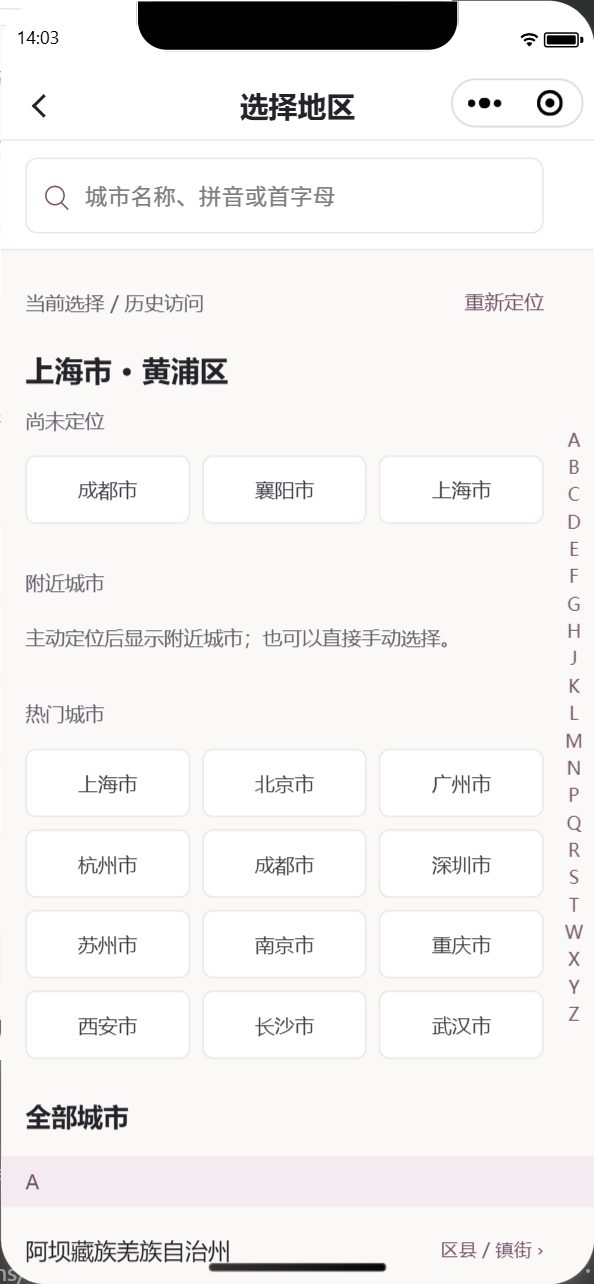 14:03
选择地区
城市名称、拼音或首字母
当前选择 / 历史访问 重新定位
上海市·黄浦区
尚未定位
成都市 襄阳市 上海市
附近城市
主动定位后显示附近城市；也可以直接手动选择。
热门城市
上海市 北京市 广州市
杭州市 成都市 深圳市
苏州市 南京市 重庆市
西安市 长沙市 武汉市
全部城市
A
阿坝藏族羌族自治州 区县 / 镇街 ›
A
B
C
D
E
F
G
H
J
K
L
M
N
P
Q
R
S
T
W
X
Y
Z